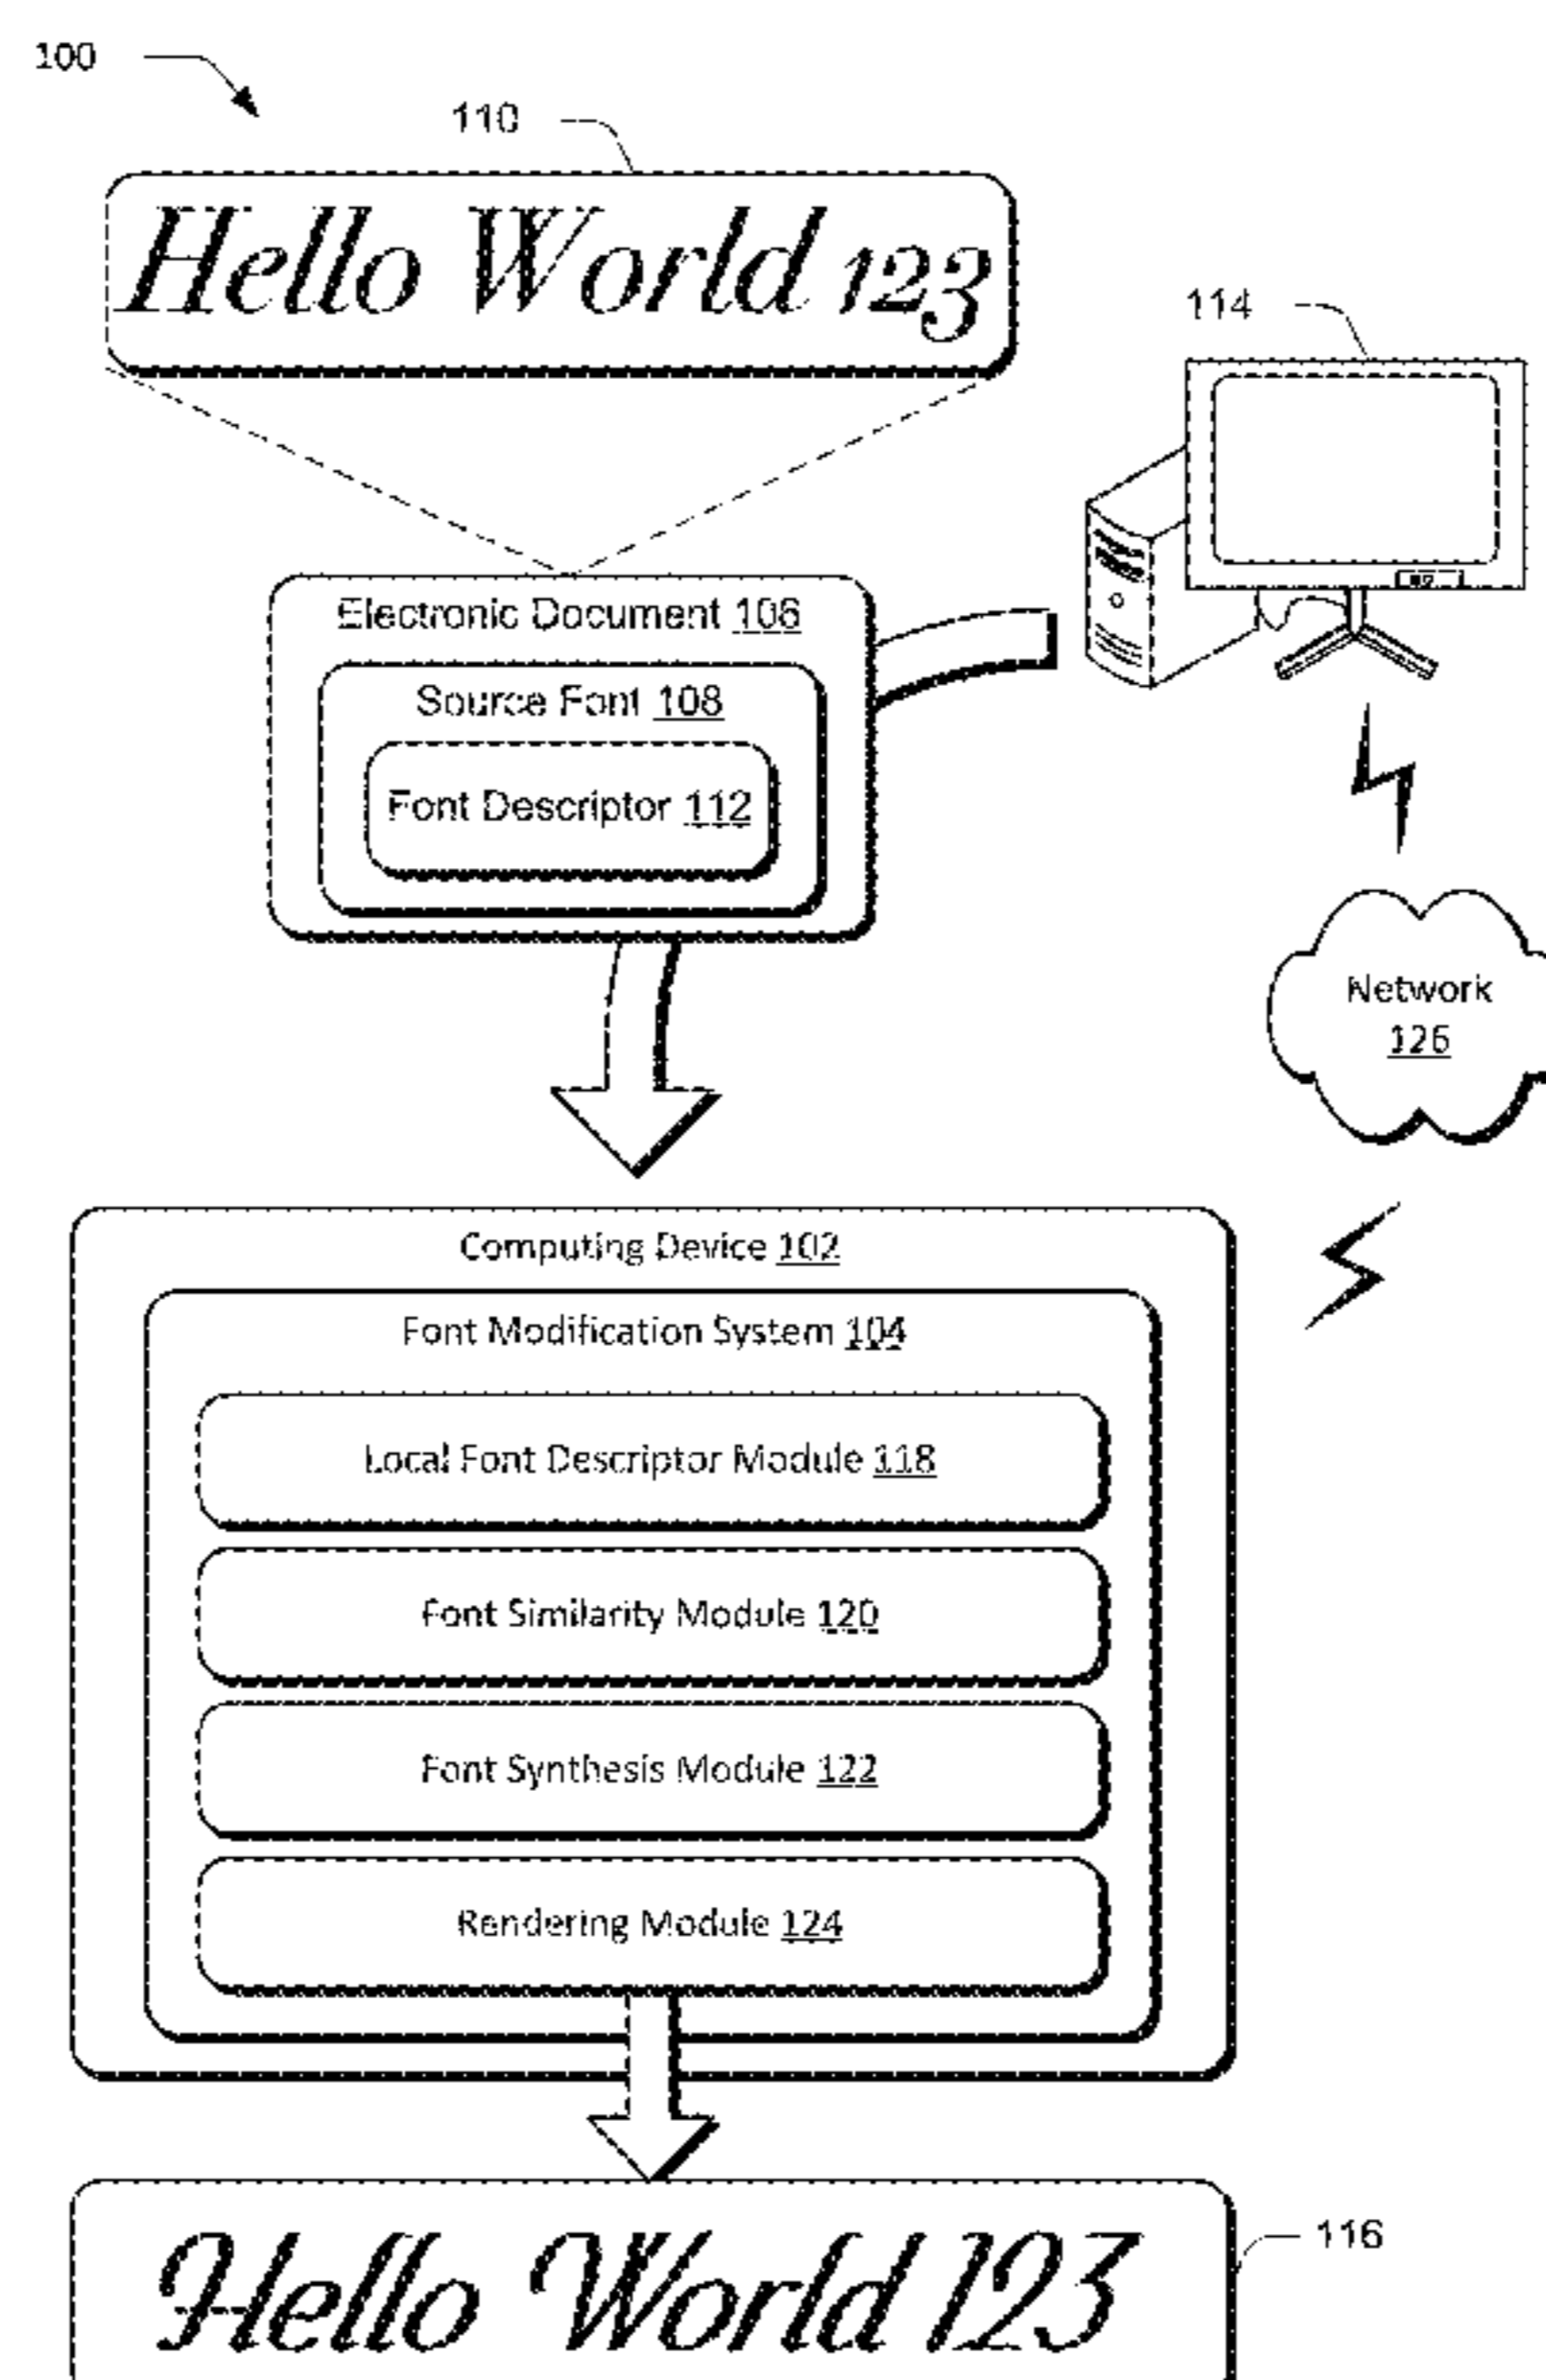 100
110
Hello World 123
114
Electronic Document 106
Source Font 108
Font Descriptor 112
Network
126
Computing Device 102
Font Modification System 104
Local Font Descriptor Module 118
Font Similarity Module 120
Font Synthesis Module 122
Rendering Module 124
116
Hello World 123